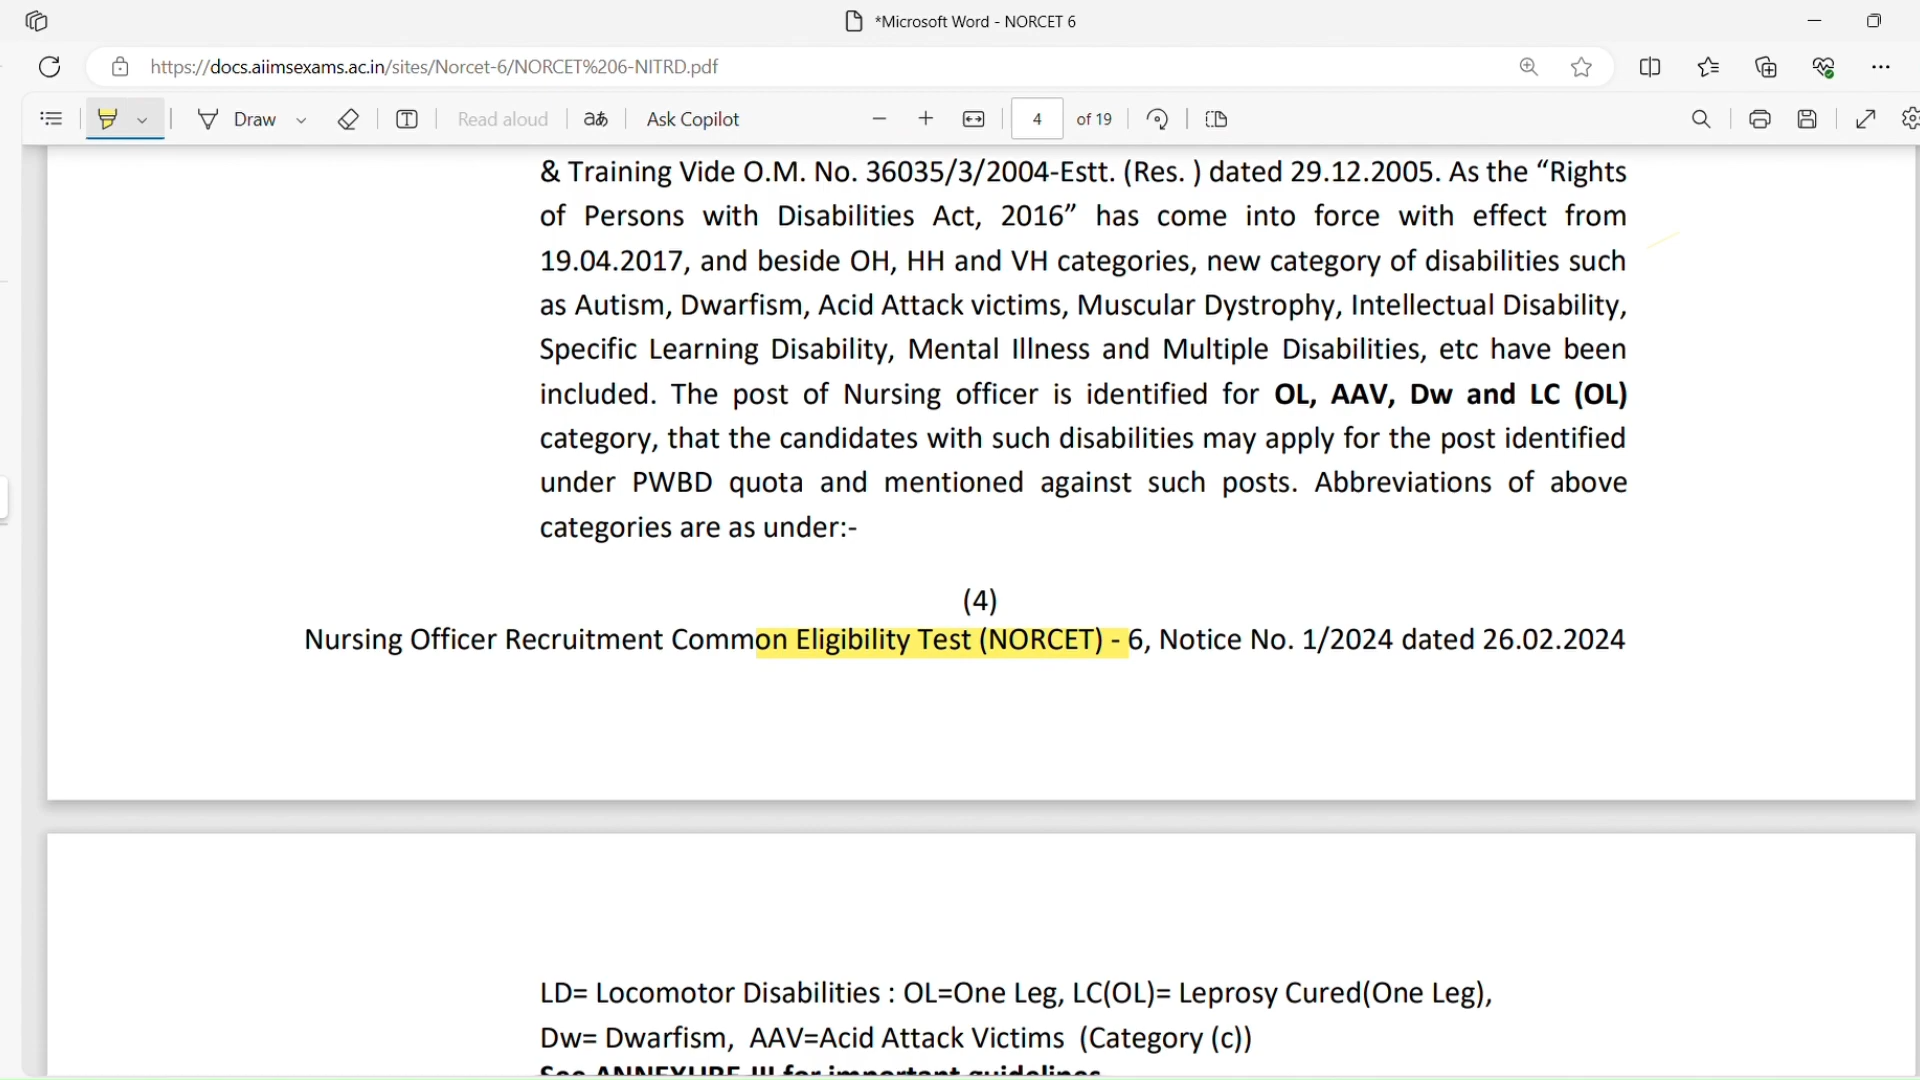 *Microsoft Word - NORCET 6
https://docs.aiimsexams.ac.in/sites/Norcet-6/NORCET%206-NITRD.pdf
Draw Read aloud aあ Ask Copilot 4 of 19
& Training Vide O.M. No. 36035/3/2004-Estt. (Res. ) dated 29.12.2005. As the “Rights
of Persons with Disabilities Act, 2016” has come into force with effect from
19.04.2017, and beside OH, HH and VH categories, new category of disabilities such
as Autism, Dwarfism, Acid Attack victims, Muscular Dystrophy, Intellectual Disability,
Specific Learning Disability, Mental Illness and Multiple Disabilities, etc have been
included. The post of Nursing officer is identified for OL, AAV, Dw and LC (OL)
category, that the candidates with such disabilities may apply for the post identified
under PWBD quota and mentioned against such posts. Abbreviations of above
categories are as under:-
(4)
Nursing Officer Recruitment Common Eligibility Test (NORCET) - 6, Notice No. 1/2024 dated 26.02.2024
LD= Locomotor Disabilities : OL=One Leg, LC(OL)= Leprosy Cured(One Leg),
Dw= Dwarfism, AAV=Acid Attack Victims (Category (c))
See ANNEXURE III for important guidelines